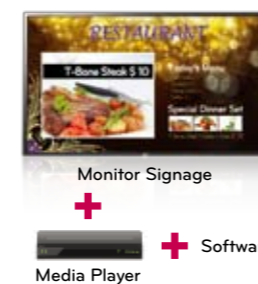 RESTAURANT
T-Bone Steak $ 10
Today's Menu
Special Dinner Set
Monitor Signage
+
+ Softwa
Media Player